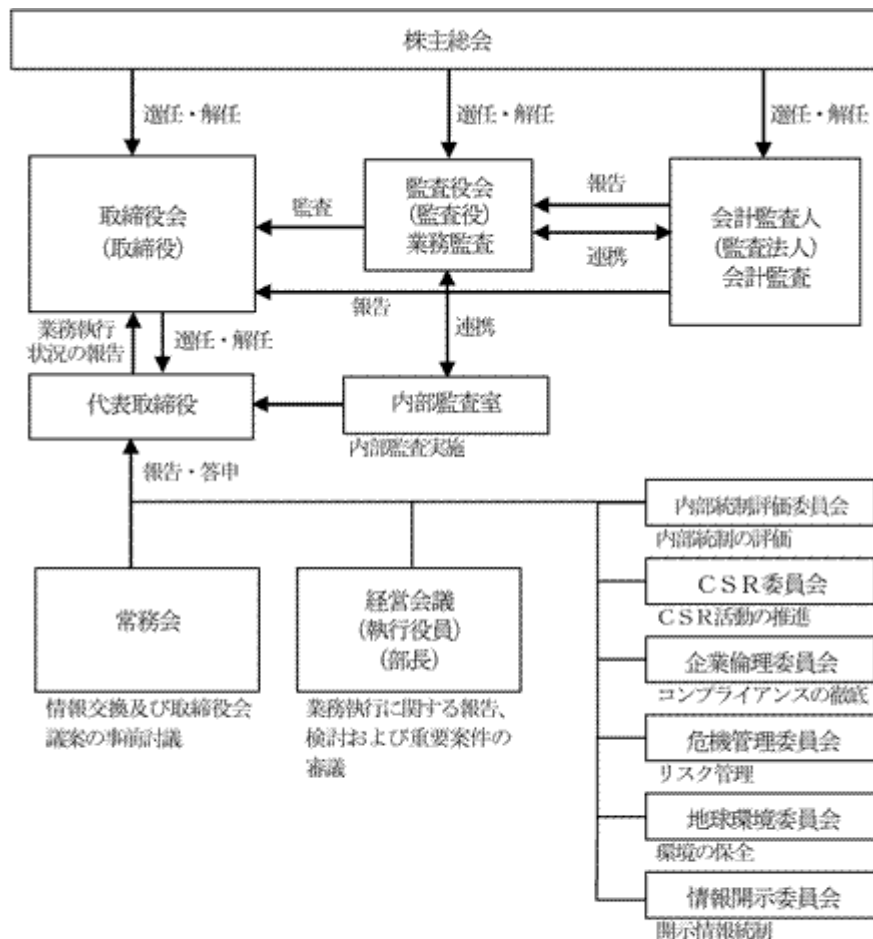 株主総会
選任・解任
選任・解任
選任・解任
取締役会
(取締役)
監査
監査役会
(監査役)
業務監査
報告
連携
会計監査人
(監査法人)
会計監査
報告
業務執行
状況の報告
選任・解任
連携
代表取締役
内部監査室
内部監査実施
報告・答申
常務会
情報交換及び取締役会
議案の事前討議
経営会議
(執行役員)
(部長)
業務執行に関する報告、
検討および重要案件の
審議
内部統制評価委員会
内部統制の評価
CSR委員会
CSR活動の推進
企業倫理委員会
コンプライアンスの徹底
危機管理委員会
リスク管理
地球環境委員会
環境の保全
情報開示委員会
開示情報統制